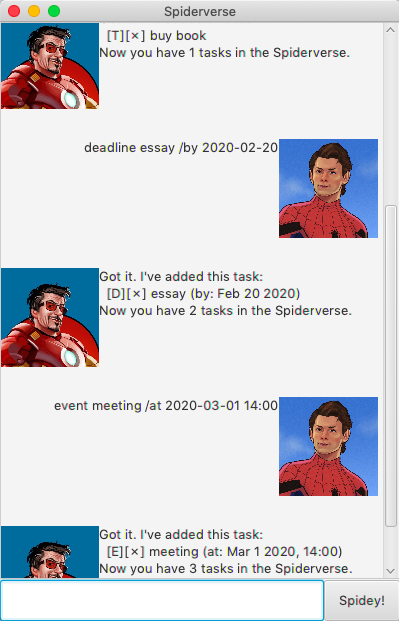 Spiderverse
[T][×] buy book
Now you have 1 tasks in the Spiderverse.
deadline essay /by 2020-02-20
Got it. I've added this task:
[D][×] essay (by: Feb 20 2020)
Now you have 2 tasks in the Spiderverse.
event meeting /at 2020-03-01 14:00
Got it. I've added this task:
[E][×] meeting (at: Mar 1 2020, 14:00)
Now you have 3 tasks in the Spiderverse.
Spidey!